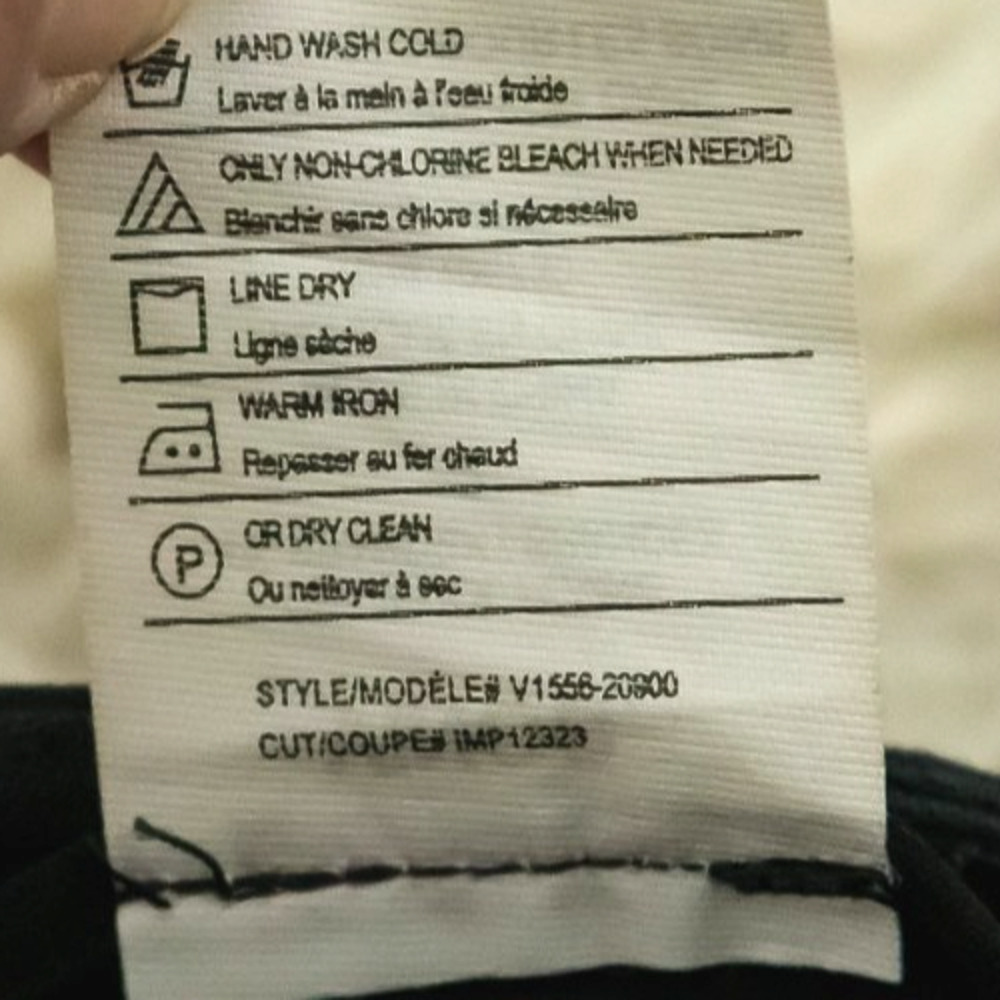 HAND WASH COLD
Laver à la main à l'eau froide
ONLY NON-CHLORINE BLEACH WHEN NEEDED
Blanchir sans chlore si nécessaire
LINE DRY
Ligne sèche
WARM IRON
Repasser au fer chaud
P
OR DRY CLEAN
Ou nettoyer à sec
STYLE/MODÈLE# V1556-20900
CUT/COUPE# IMP12323